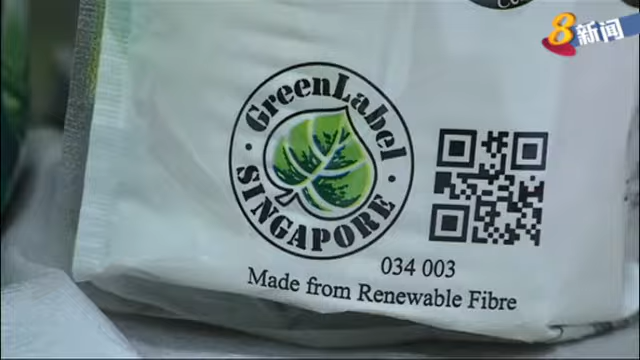 8 新闻
GreenLabel
SINGAPORE
034 003
Made from Renewable Fibre